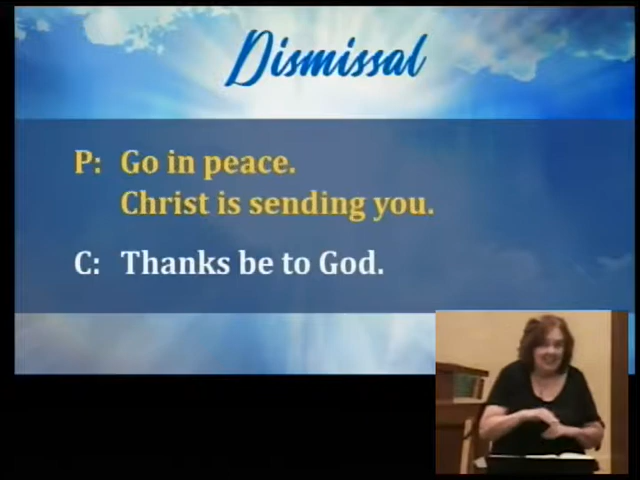 Dismissal
P: Go in peace.
Christ is sending you.
C: Thanks be to God.